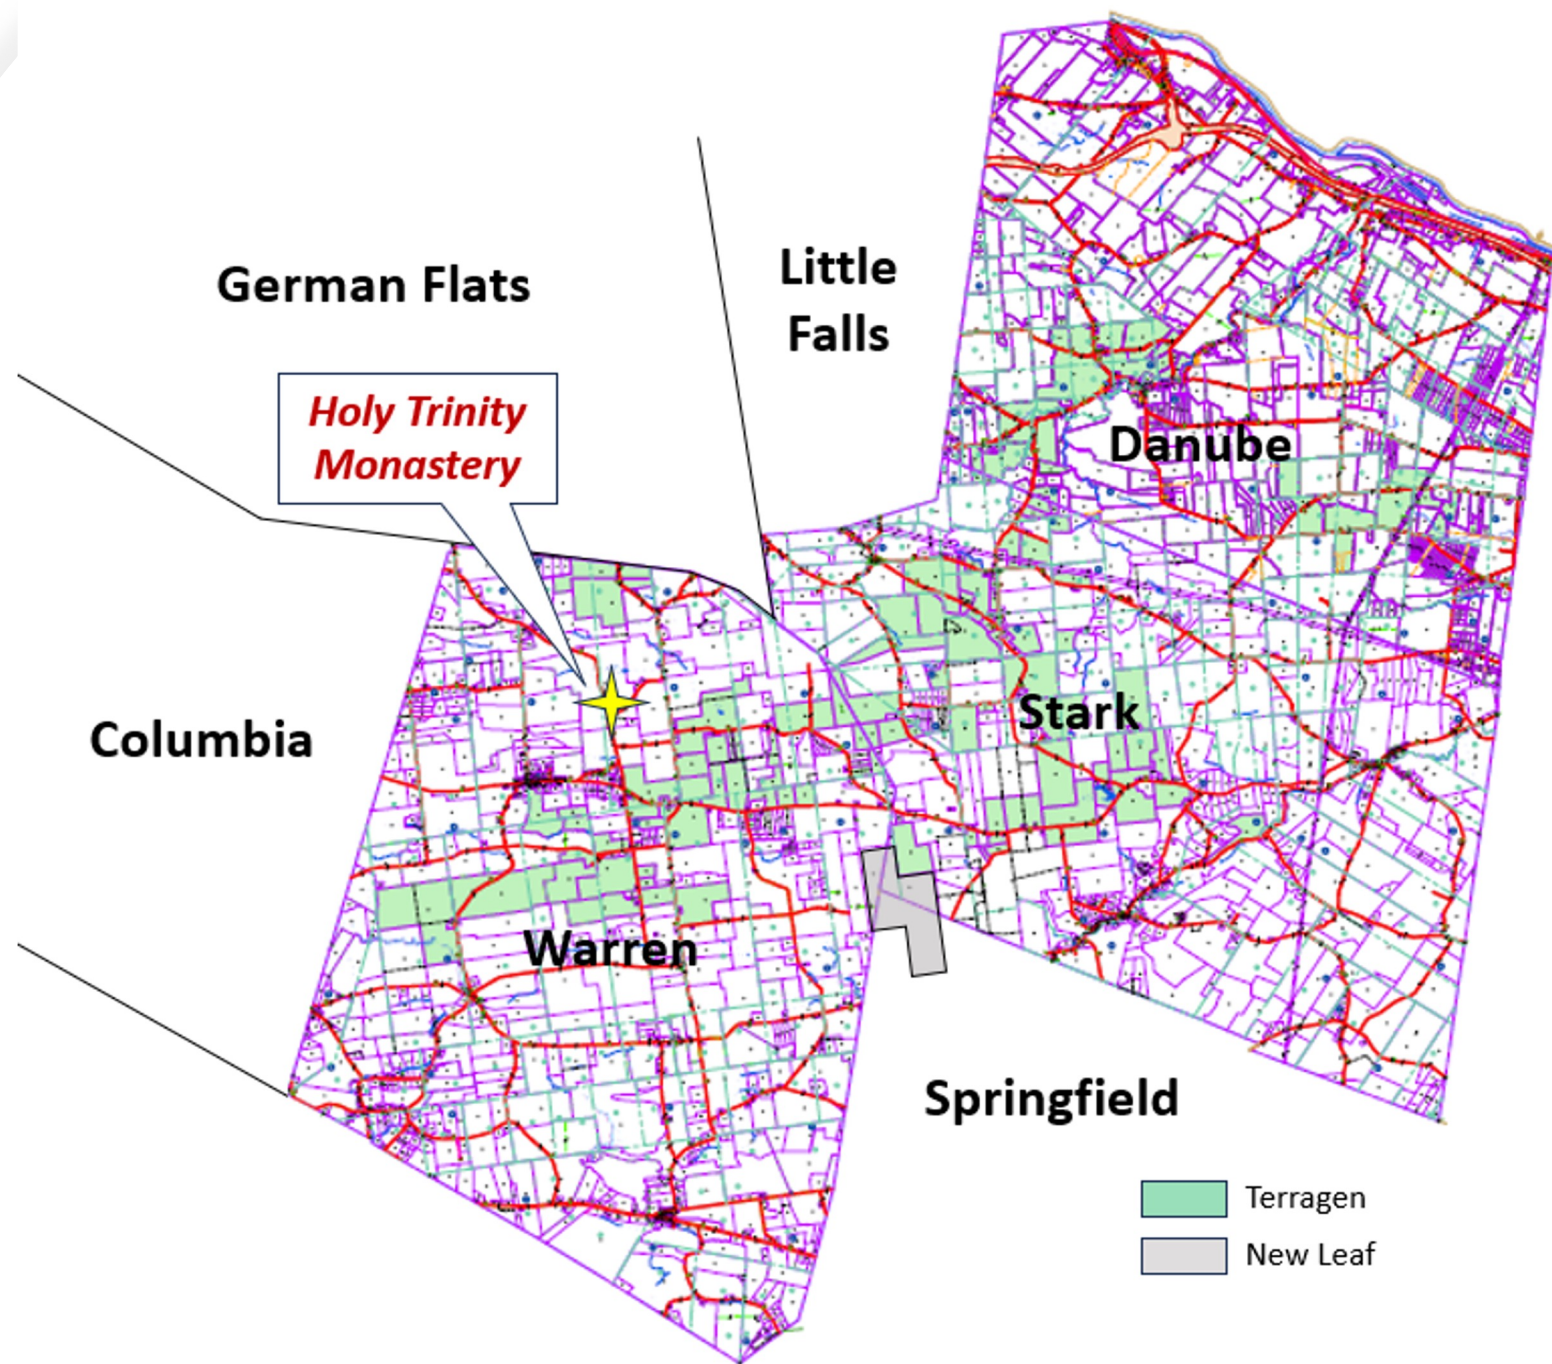 German Flats
Little
Falls
Holy Trinity
Monastery
Danube
Columbia
Stark
Warren
Springfield
Terragen
New Leaf